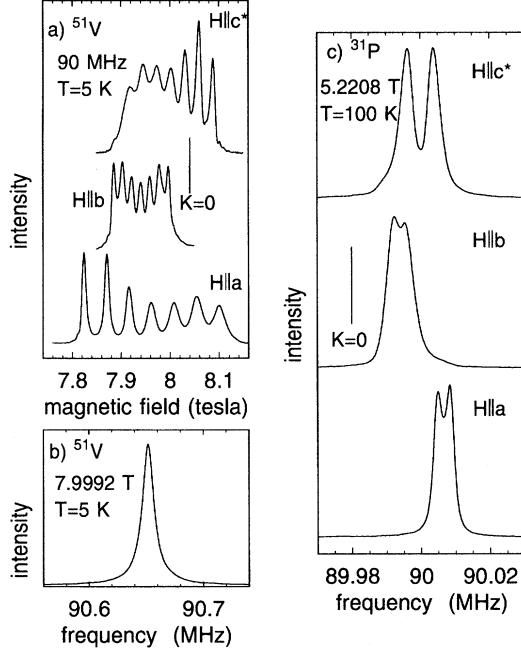 a) ⁵¹V
H∥c*
90 MHz
T=5 K
H∥b
K=0
H∥a
intensity
7.8 7.9 8 8.1
magnetic field (tesla)
b) ⁵¹V
7.9992 T
T=5 K
intensity
90.6 90.7
frequency (MHz)
c) ³¹P
H∥c*
5.2208 T
T=100 K
H∥b
K=0
H∥a
intensity
89.98 90 90.02
frequency (MHz)